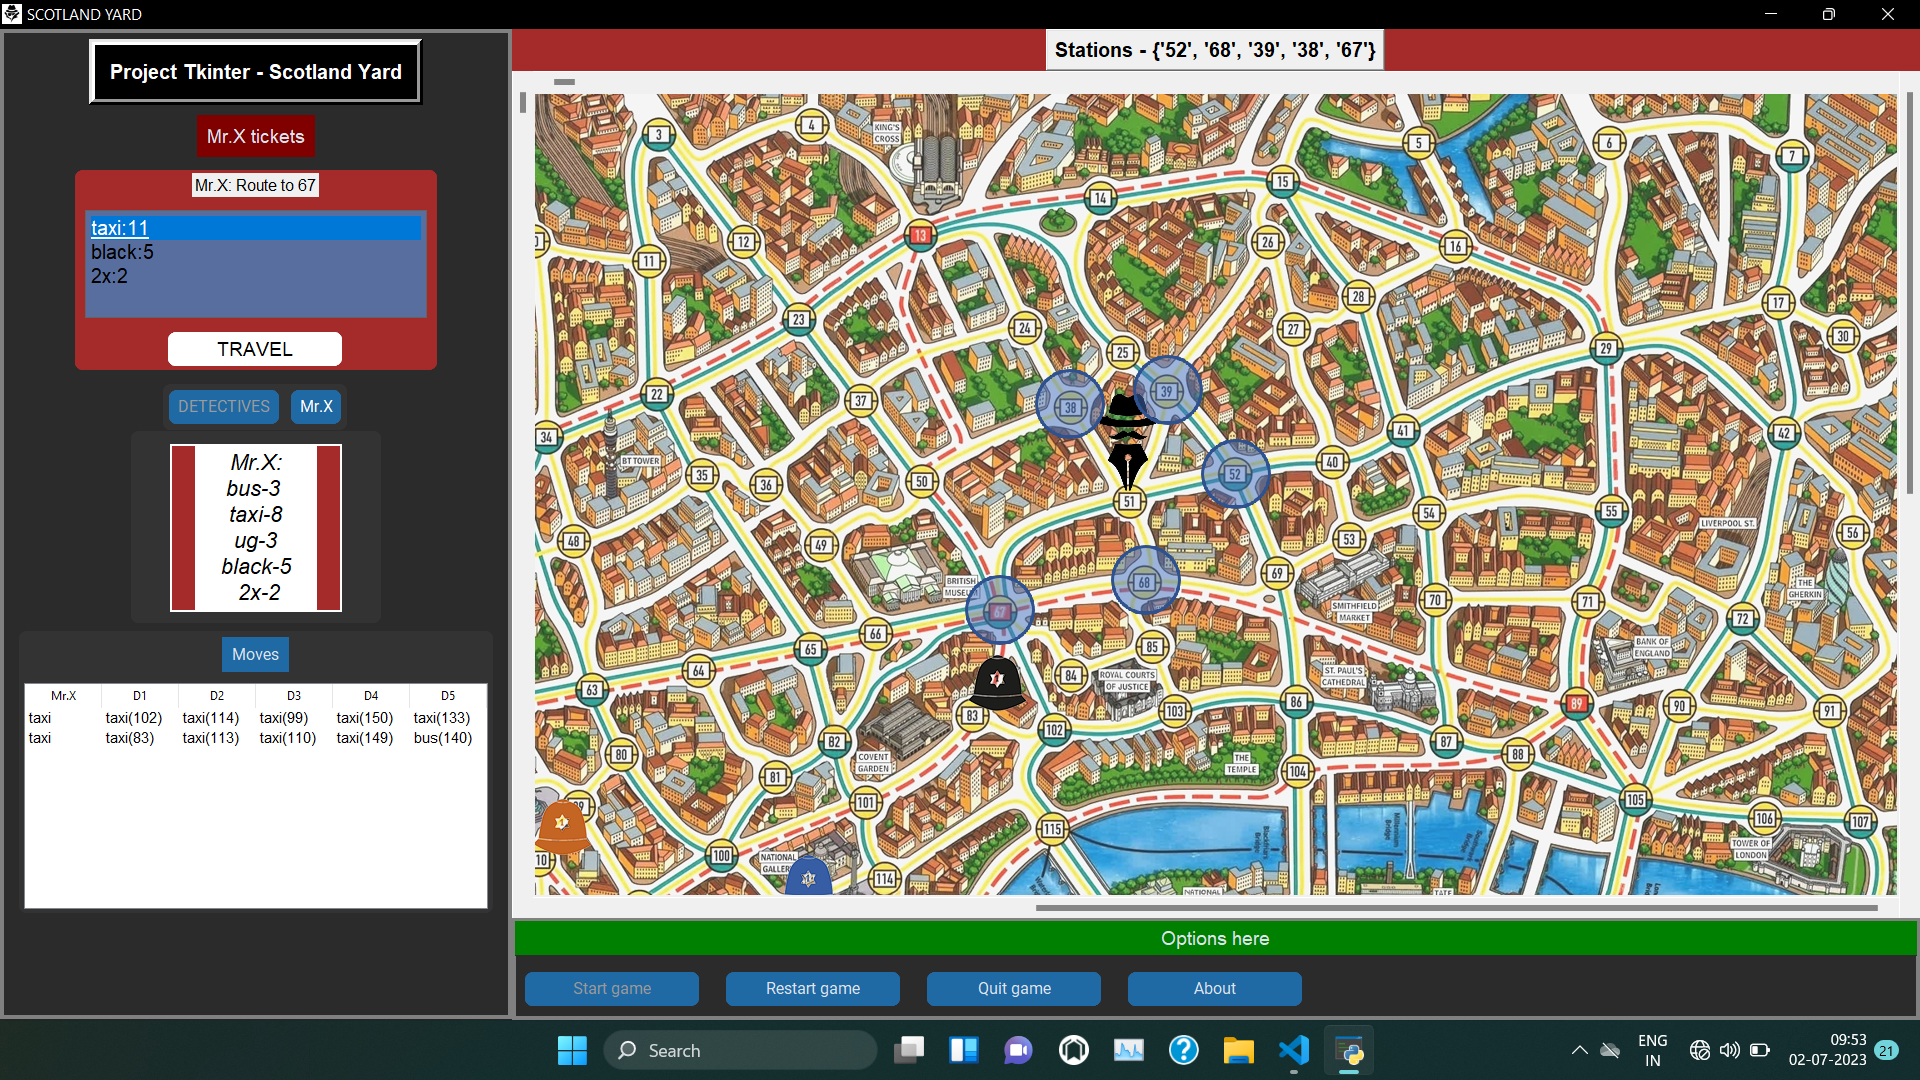 SCOTLAND YARD
Project Tkinter - Scotland Yard
Mr.X tickets
Mr.X: Route to 67
taxi:11
black:5
2x:2
TRAVEL
DETECTIVES Mr.X
Mr.X:
bus-3
taxi-8
ug-3
black-5
2x-2
Moves
Mr.X D1 D2 D3 D4 D5
taxi taxi(102) taxi(114) taxi(99) taxi(150) taxi(133)
taxi taxi(83) taxi(113) taxi(110) taxi(149) bus(140)
Stations - {'52', '68', '39', '38', '67'}
3
4
KING'S
CROSS
5
6
7
14
15
13
12
11
26
16
28
17
30
23
24
27
25
29
22
37
38
39
34
BT TOWER
41
42
35
36
50
52
40
51
54
55
LIVERPOOL ST.
56
48
49
53
BRITISH
MUSEUM
69
68
67
SMITHFIELD
MARKET
70
71
THE
GHERKIN
72
66
65
85
BANK OF
ENGLAND
64
63
84
ROYAL COURTS
OF JUSTICE
ST. PAUL'S
CATHEDRAL
83
103
86
89
90
91
102
82
80
81
COVENT
GARDEN
THE
TEMPLE
104
87
88
101
105
106
107
115
100
NATIONAL
114
TOWER OF
LONDON
Millennium
Bridge
NATIONAL
TATE
Options here
Start game Restart game Quit game About
Search
ENG
IN
09:53
02-07-2023
21